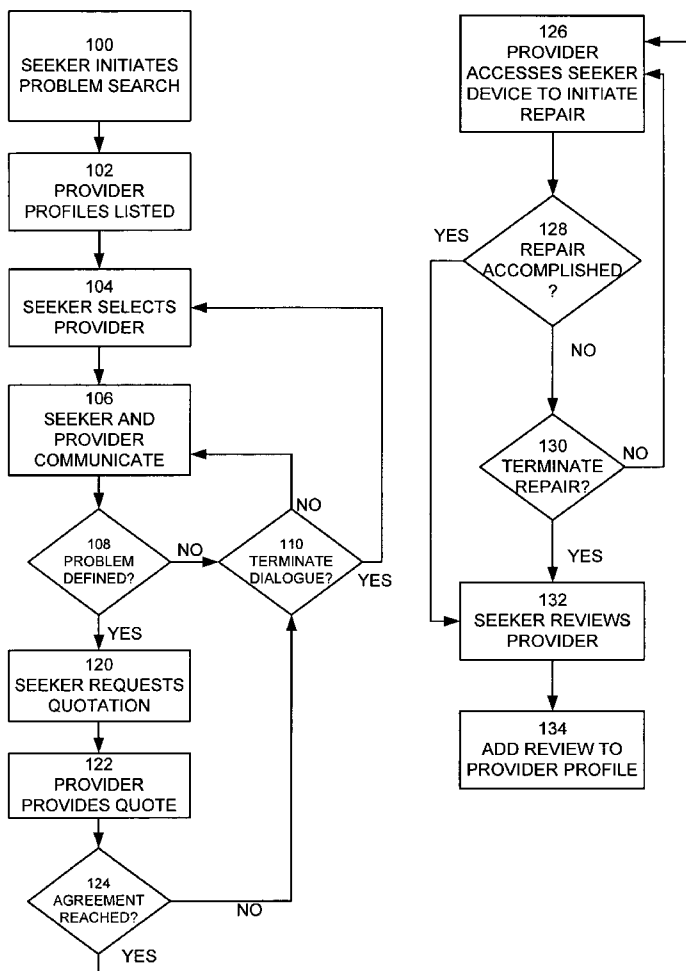 100
SEEKER INITIATES
PROBLEM SEARCH
102
PROVIDER
PROFILES LISTED
104
SEEKER SELECTS
PROVIDER
106
SEEKER AND
PROVIDER
COMMUNICATE
NO
108
PROBLEM
DEFINED?
NO
110
TERMINATE
DIALOGUE?
YES
YES
120
SEEKER REQUESTS
QUOTATION
122
PROVIDER
PROVIDES QUOTE
124
AGREEMENT
REACHED?
NO
YES
126
PROVIDER
ACCESSES SEEKER
DEVICE TO INITIATE
REPAIR
YES
128
REPAIR
ACCOMPLISHED
?
NO
130
TERMINATE
REPAIR?
NO
YES
132
SEEKER REVIEWS
PROVIDER
134
ADD REVIEW TO
PROVIDER PROFILE